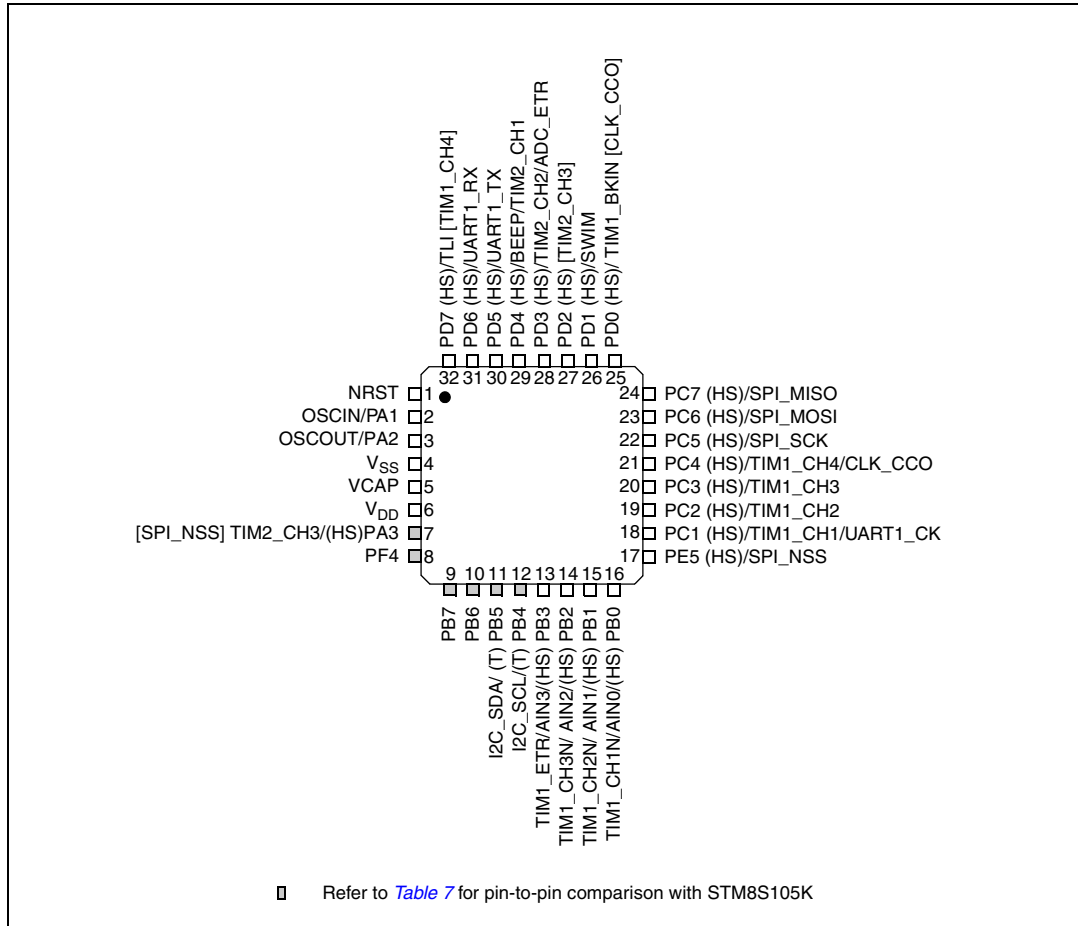 PD7 (HS)/TLI [TIM1_CH4]
PD6 (HS)/UART1_RX
PD5 (HS)/UART1_TX
PD4 (HS)/BEEP/TIM2_CH1
PD3 (HS)/TIM2_CH2/ADC_ETR
PD2 (HS) [TIM2_CH3]
PD1 (HS)/SWIM
PD0 (HS)/ TIM1_BKIN [CLK_CCO]
32 31 30 29 28 27 26 25
NRST 1
OSCIN/PA1 2
OSCOUT/PA2 3
VSS 4
VCAP 5
VDD 6
[SPI_NSS] TIM2_CH3/(HS)PA3 7
PF4 8
24 PC7 (HS)/SPI_MISO
23 PC6 (HS)/SPI_MOSI
22 PC5 (HS)/SPI_SCK
21 PC4 (HS)/TIM1_CH4/CLK_CCO
20 PC3 (HS)/TIM1_CH3
19 PC2 (HS)/TIM1_CH2
18 PC1 (HS)/TIM1_CH1/UART1_CK
17 PE5 (HS)/SPI_NSS
9 10 11 12 13 14 15 16
PB7
PB6
I2C_SDA/ (T) PB5
I2C_SCL/(T) PB4
TIM1_ETR/AIN3/(HS) PB3
TIM1_CH3N/ AIN2/(HS) PB2
TIM1_CH2N/ AIN1/(HS) PB1
TIM1_CH1N/AIN0/(HS) PB0
Refer to Table 7 for pin-to-pin comparison with STM8S105K